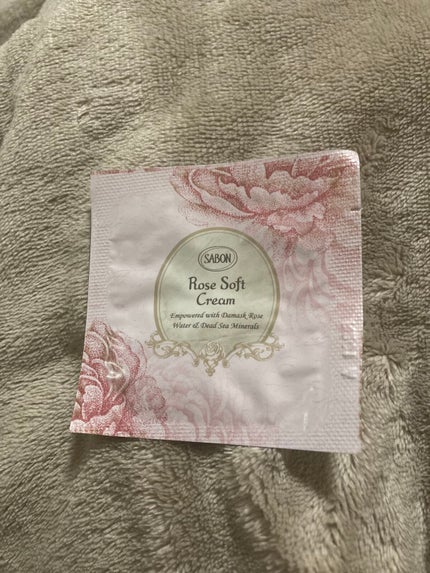 SABON
Rose Soft
Cream
Empowered with Damask Rose
Water & Dead Sea Minerals